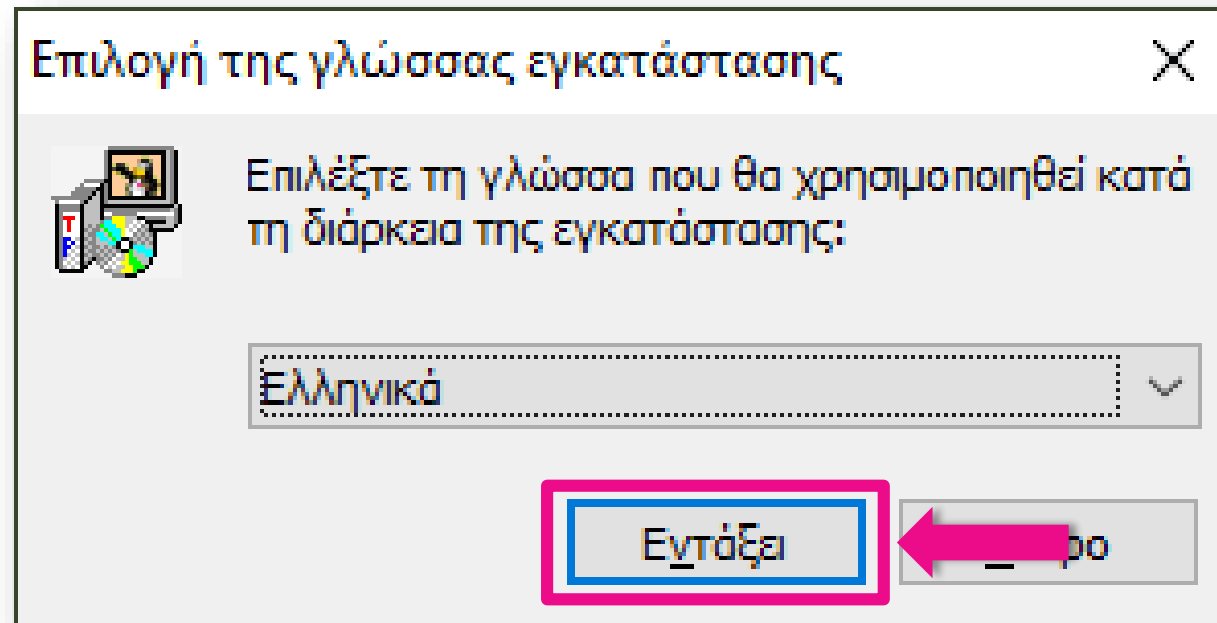 Επιλογή της γλώσσας εγκατάστασης
Επιλέξτε τη γλώσσα που θα χρησιμοποιηθεί κατά
τη διάρκεια της εγκατάστασης:
Ελληνικά
Εντάξει